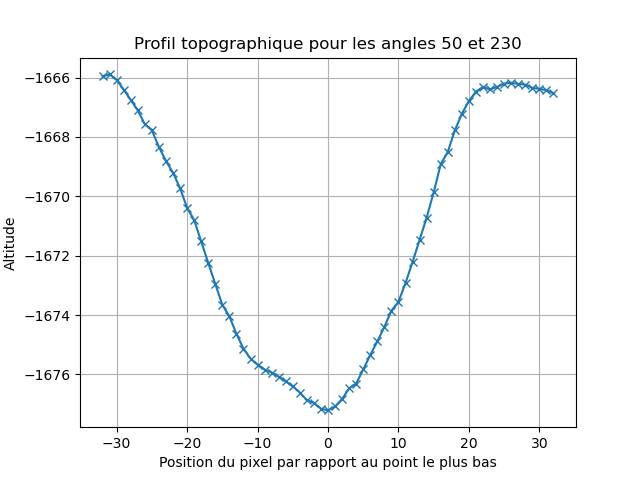 Profil topographique pour les angles 50 et 230
−1666
−1668
−1670
−1672
−1674
−1676
Altitude
−30 −20 −10 0 10 20 30
Position du pixel par rapport au point le plus bas